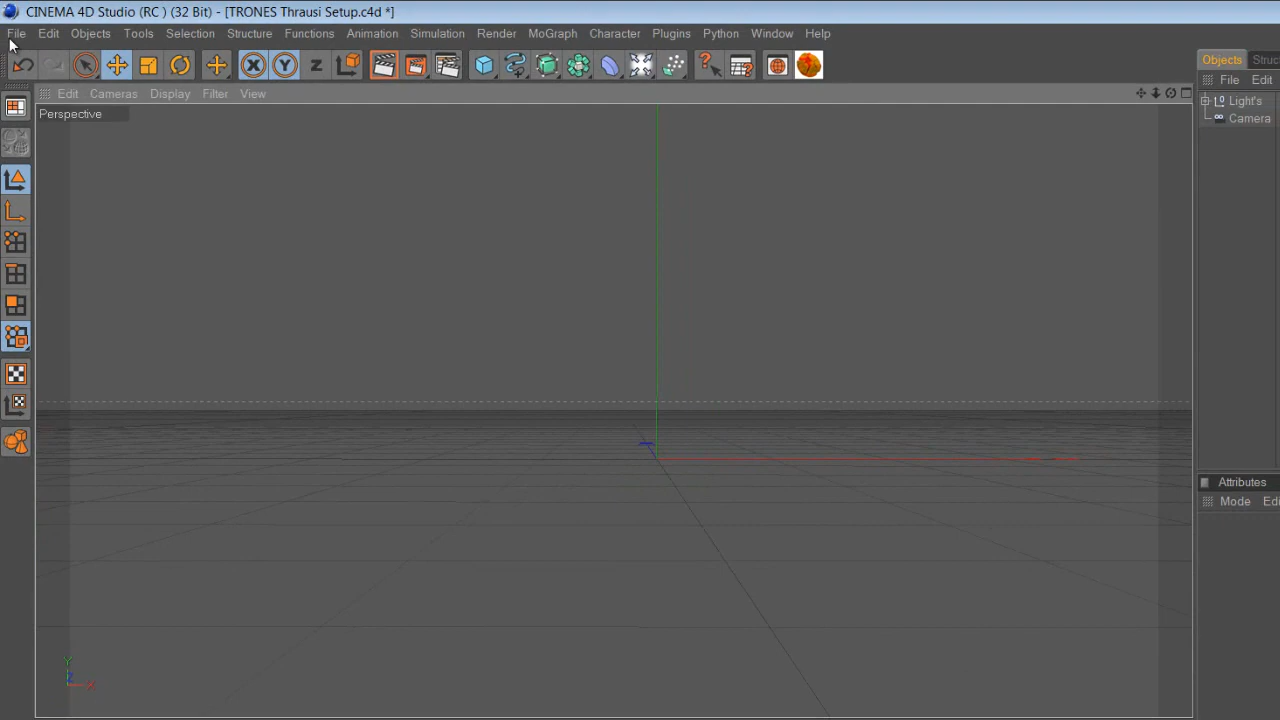 CINEMA 4D Studio (RC ) (32 Bit) - [TRONES Thrausi Setup.c4d *]
File Edit Objects Tools Selection Structure Functions Animation Simulation Render MoGraph Character Plugins Python Window Help
X Y Z
Objects Struc
Edit Cameras Display Filter View
File Edit
Perspective
Light's
Camera
Attributes
Mode Edi
Y
Z
X